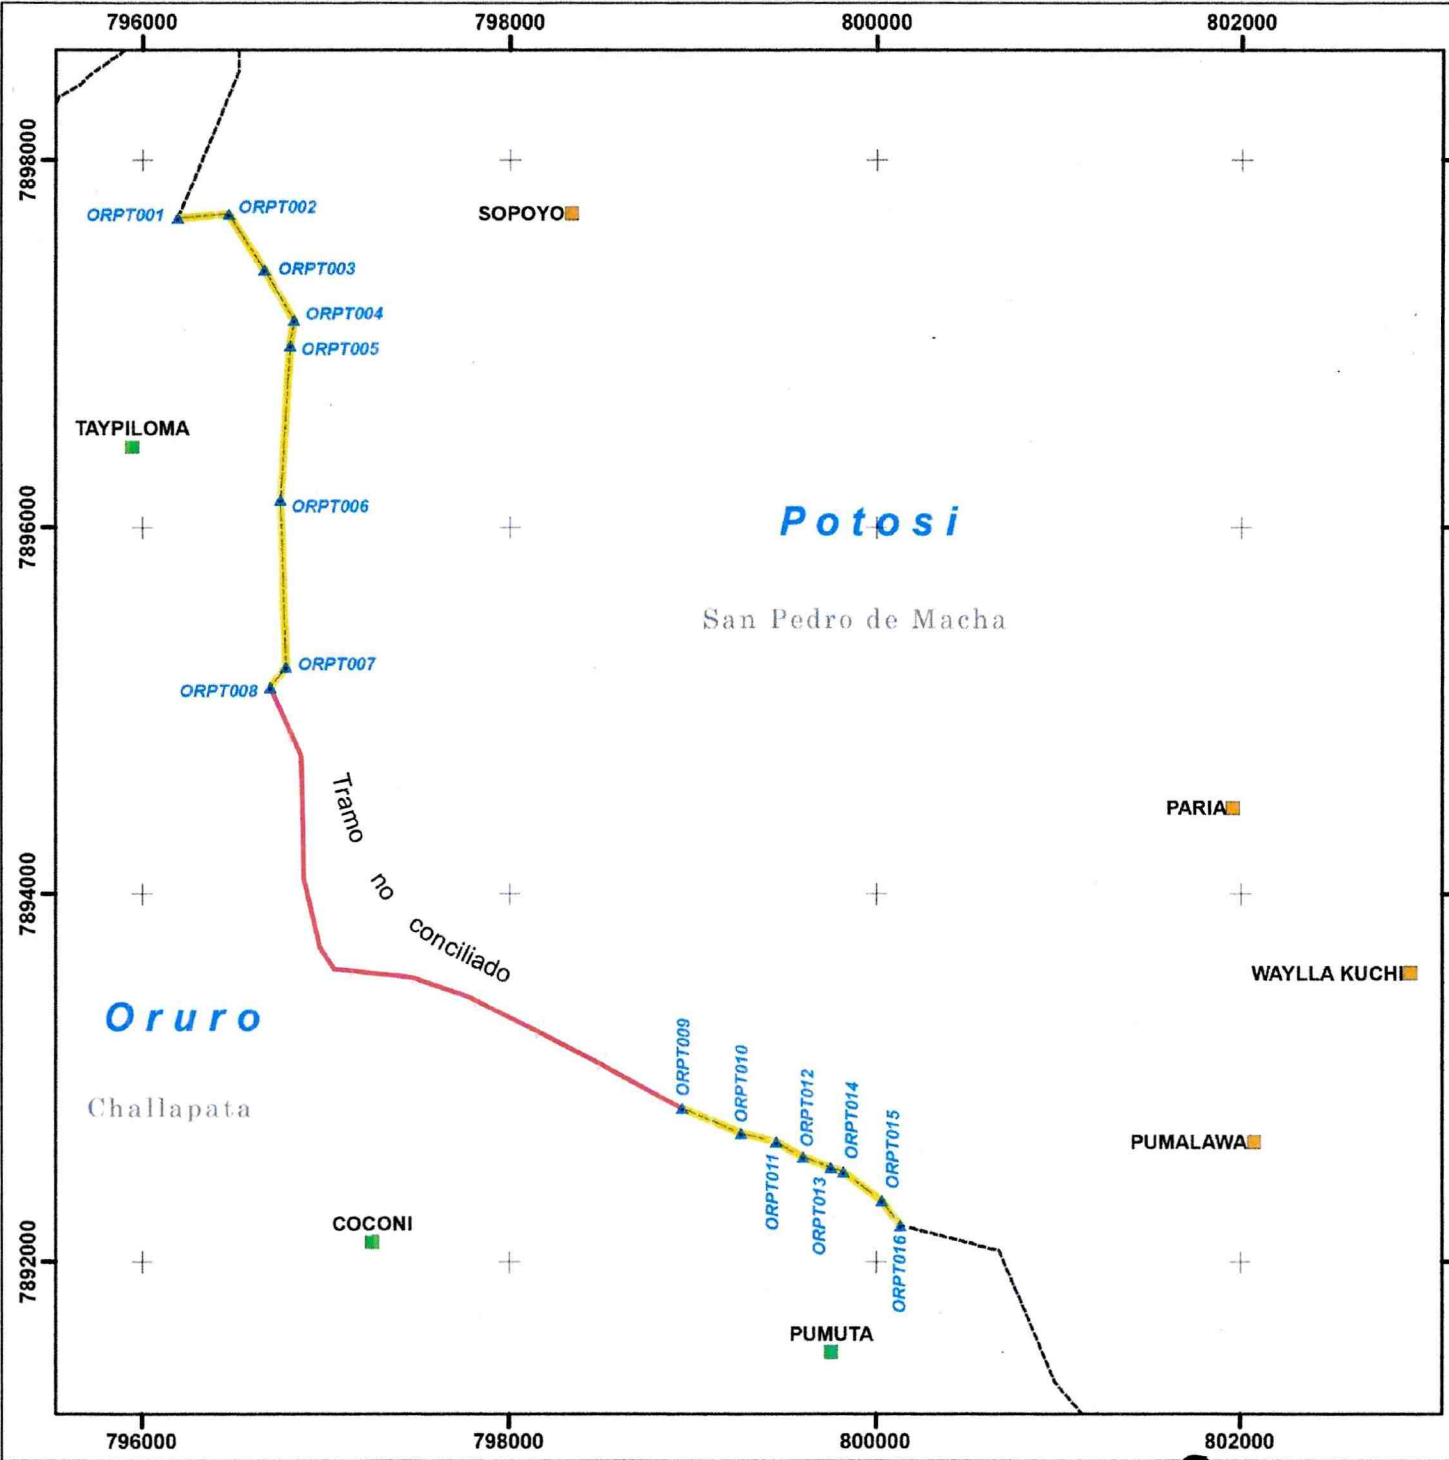 796000
798000
800000
802000
7898000
ORPT001
ORPT002
SOPOYO
ORPT003
ORPT004
ORPT005
TAYPILOMA
ORPT006
7896000
Potosi
San Pedro de Macha
ORPT007
ORPT008
Tramo no conciliado
PARIA
7894000
WAYLLA KUCHI
Oruro
Challapata
ORPT009
ORPT010
ORPT011
ORPT012
ORPT013
ORPT014
ORPT015
ORPT016
PUMALAWA
COCONI
7892000
PUMUTA
796000
798000
800000
802000